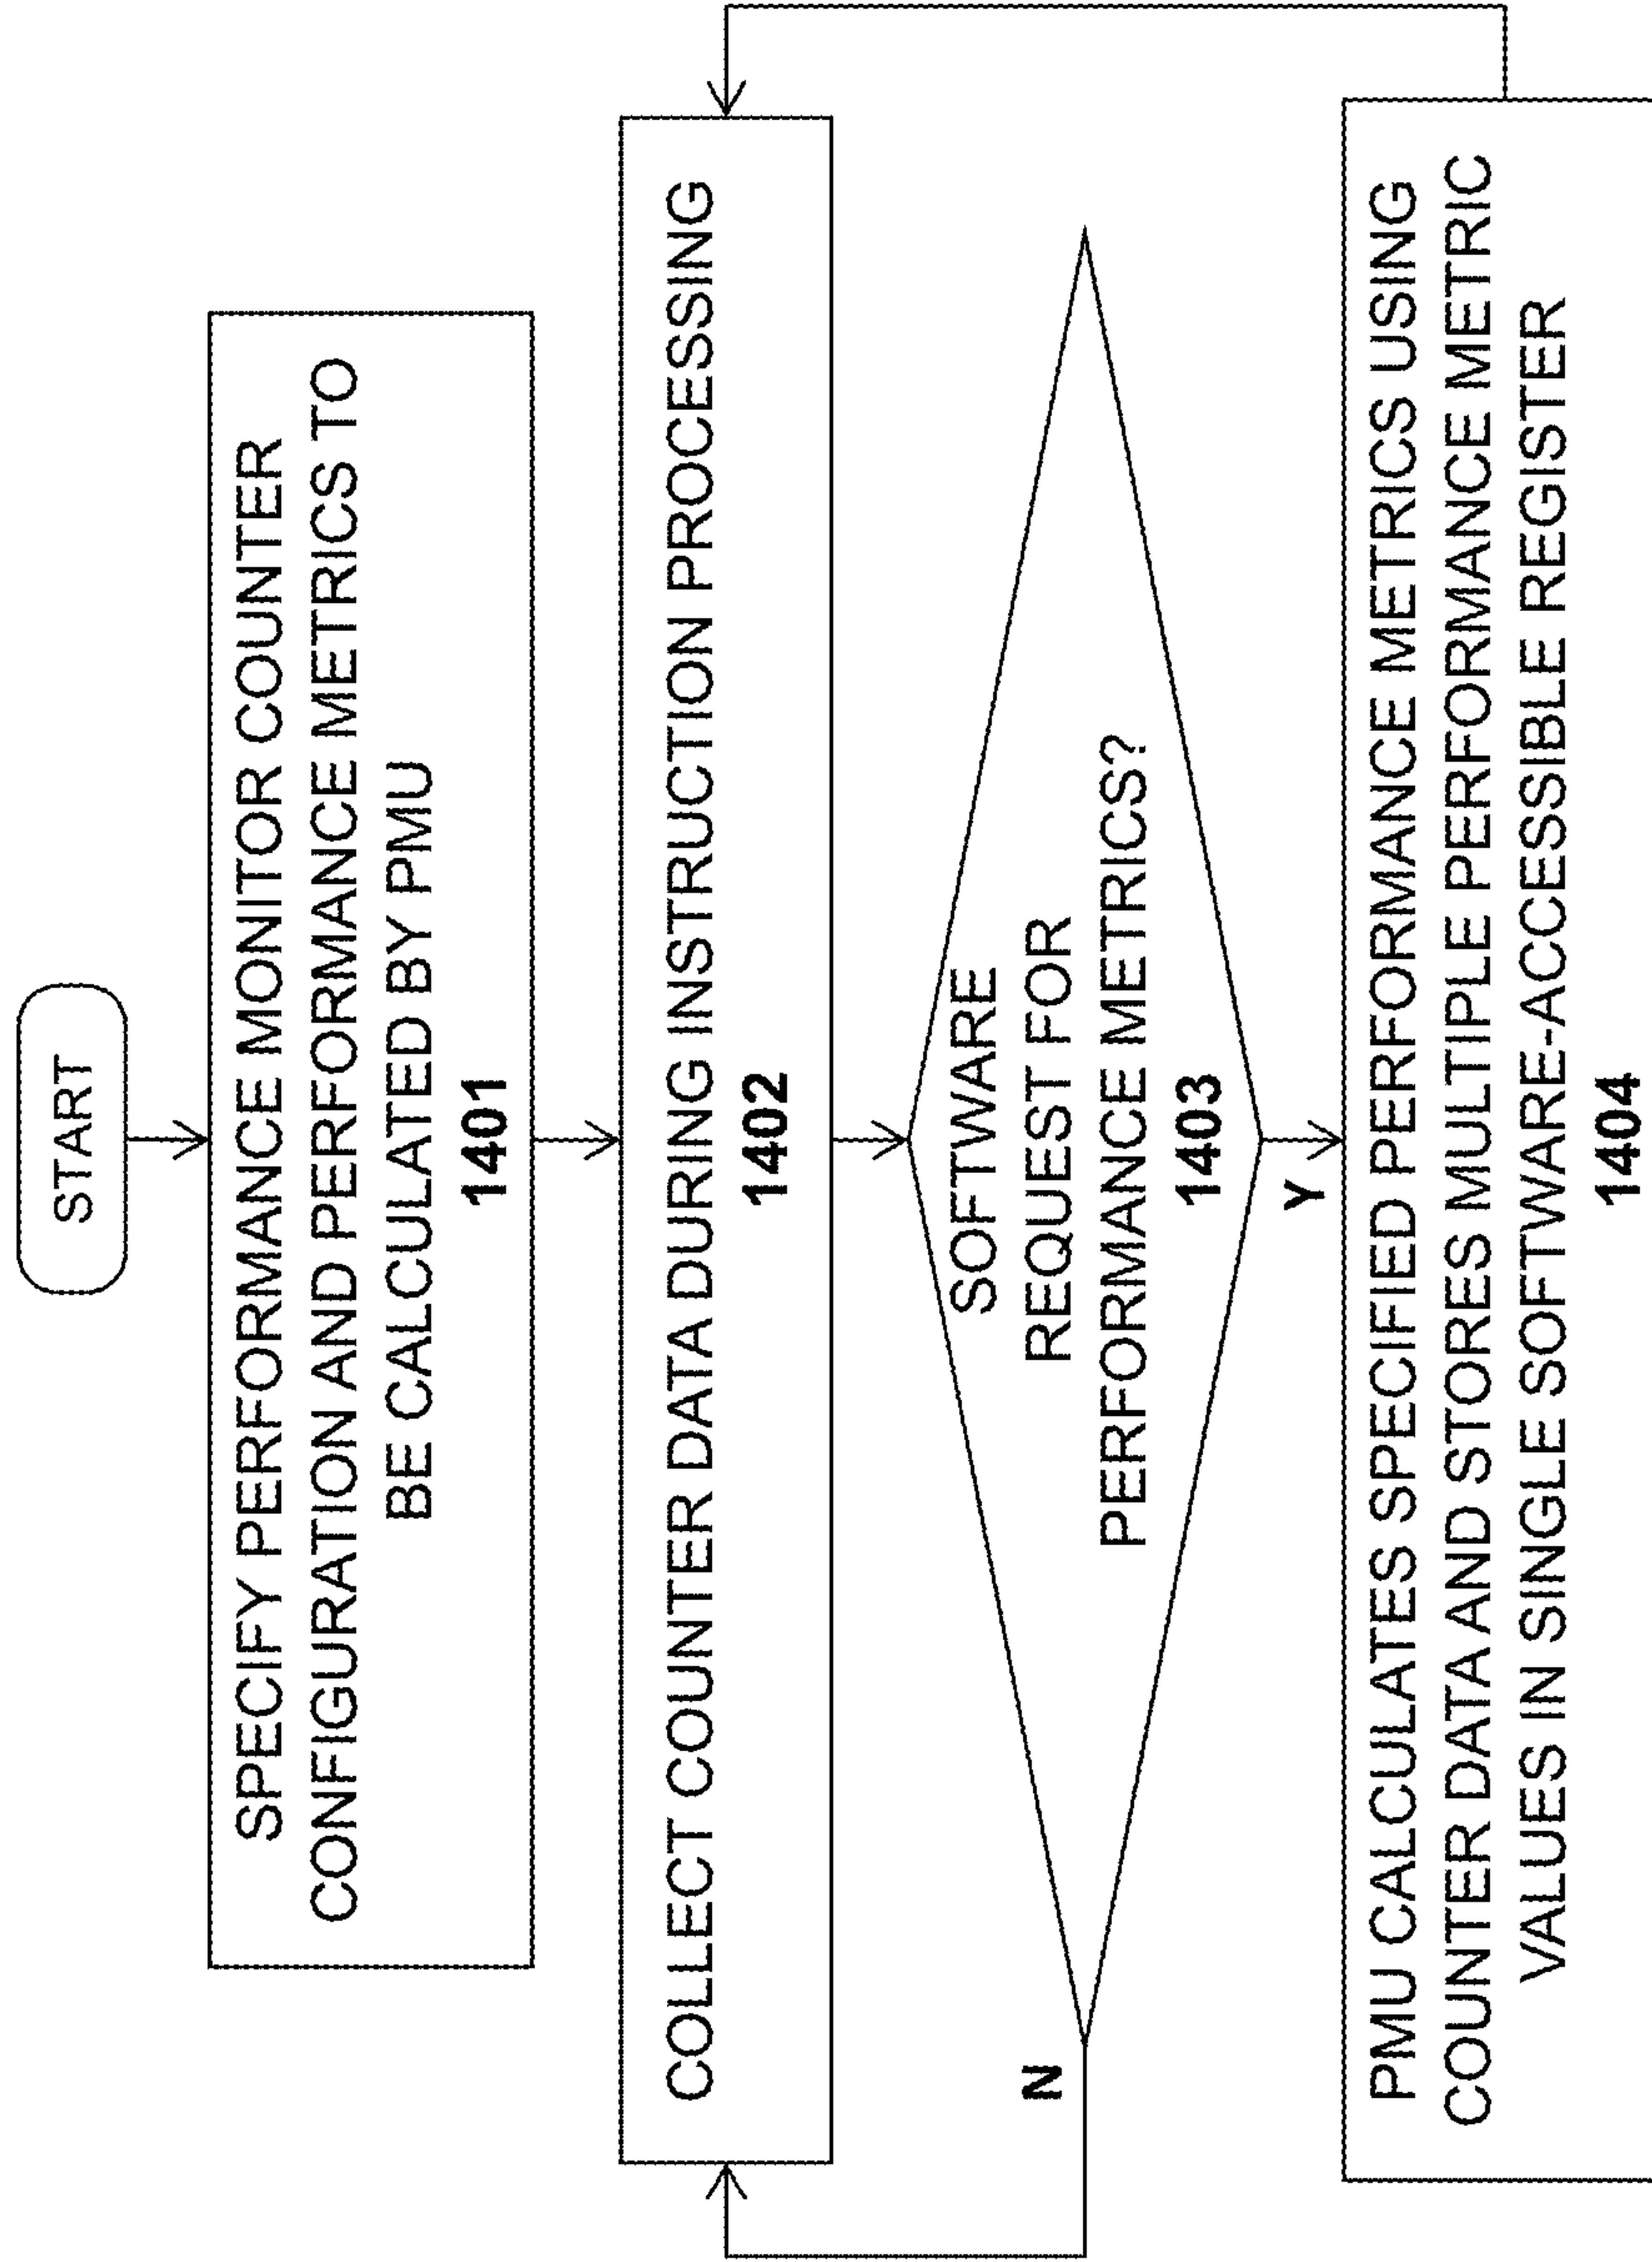 START
SPECIFY PERFORMANCE MONITOR COUNTER
CONFIGURATION AND PERFORMANCE METRICS TO
BE CALCULATED BY PMU
1401
COLLECT COUNTER DATA DURING INSTRUCTION PROCESSING
1402
SOFTWARE
REQUEST FOR
PERFORMANCE METRICS?
1403
N
Y
PMU CALCULATES SPECIFIED PERFORMANCE METRICS USING
COUNTER DATA AND STORES MULTIPLE PERFORMANCE METRIC
VALUES IN SINGLE SOFTWARE-ACCESSIBLE REGISTER
1404